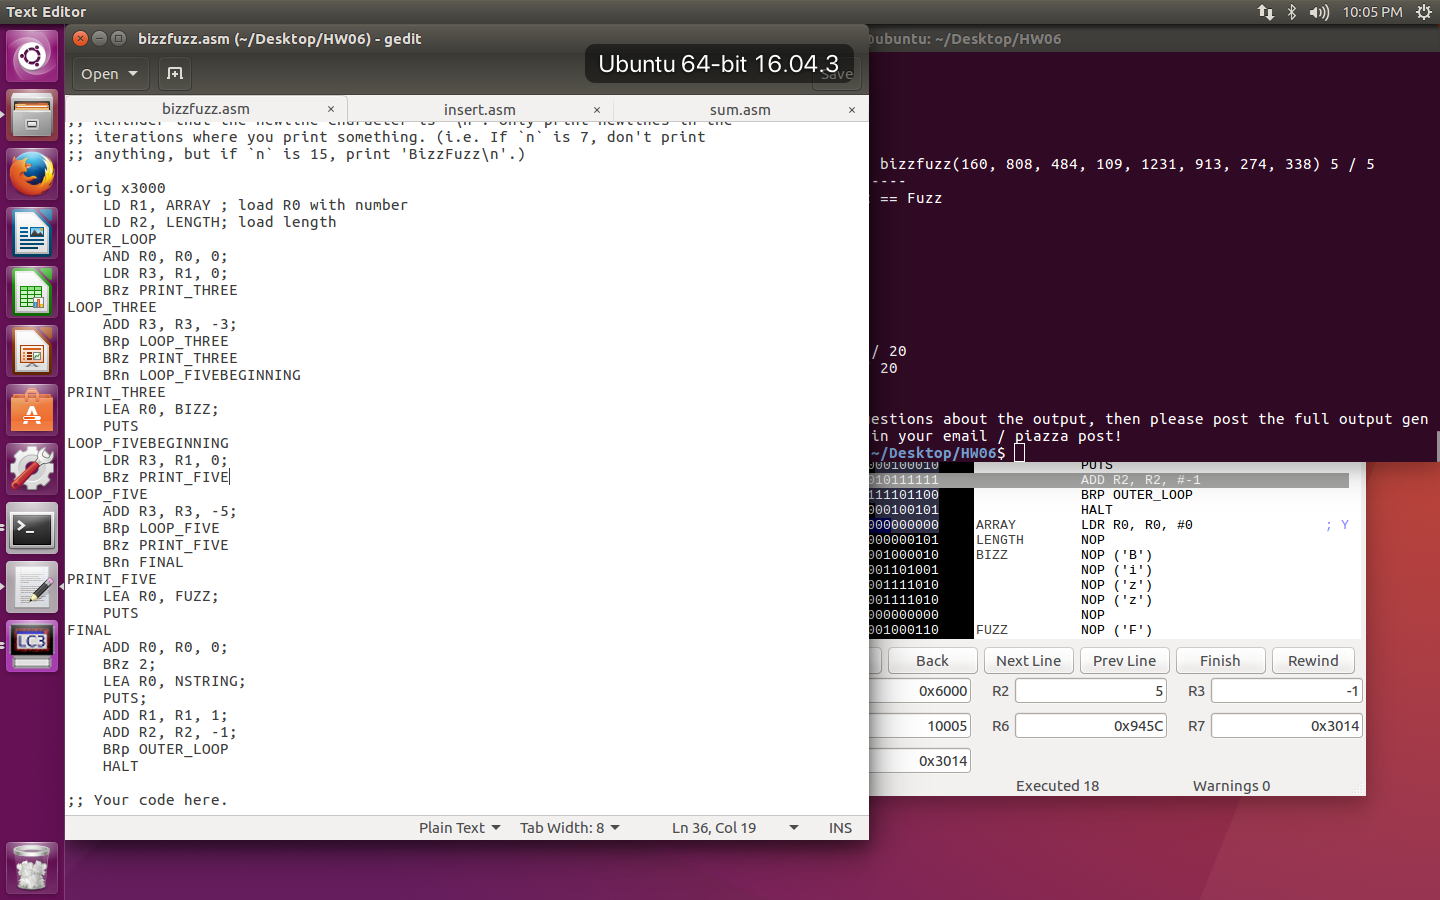 Text Editor
10:05 PM
bizzfuzz.asm (~/Desktop/HW06) - gedit
@ubuntu: ~/Desktop/HW06
Ubuntu 64-bit 16.04.3
Open
Save
bizzfuzz.asm × insert.asm × sum.asm ×
;; Reminder that the newline character is '\n'. Only print newlines in the
;; iterations where you print something. (i.e. If `n` is 7, don't print
;; anything, but if `n` is 15, print 'BizzFuzz\n'.)
.orig x3000
LD R1, ARRAY ; load R0 with number
LD R2, LENGTH; load length
OUTER_LOOP
AND R0, R0, 0;
LDR R3, R1, 0;
BRz PRINT_THREE
LOOP_THREE
ADD R3, R3, -3;
BRp LOOP_THREE
BRz PRINT_THREE
BRn LOOP_FIVEBEGINNING
PRINT_THREE
LEA R0, BIZZ;
PUTS
LOOP_FIVEBEGINNING
LDR R3, R1, 0;
BRz PRINT_FIVE
LOOP_FIVE
ADD R3, R3, -5;
BRp LOOP_FIVE
BRz PRINT_FIVE
BRn FINAL
PRINT_FIVE
LEA R0, FUZZ;
PUTS
FINAL
ADD R0, R0, 0;
BRz 2;
LEA R0, NSTRING;
PUTS;
ADD R1, R1, 1;
ADD R2, R2, -1;
BRp OUTER_LOOP
HALT
;; Your code here.
Plain Text Tab Width: 8 Ln 36, Col 19 INS
bizzfuzz(160, 808, 484, 109, 1231, 913, 274, 338) 5 / 5
----
== Fuzz
/ 20
20
estions about the output, then please post the full output gen
in your email / piazza post!
~/Desktop/HW06$
000100010 PUTS
010111111 ADD R2, R2, #-1
111101100 BRP OUTER_LOOP
000100101 HALT
000000000 ARRAY LDR R0, R0, #0 ; Y
000000101 LENGTH NOP
001000010 BIZZ NOP ('B')
001101001 NOP ('i')
001111010 NOP ('z')
001111010 NOP ('z')
000000000 NOP
001000110 FUZZ NOP ('F')
Back Next Line Prev Line Finish Rewind
0x6000 R2 5 R3 -1
10005 R6 0x945C R7 0x3014
0x3014
Executed 18 Warnings 0
LC3